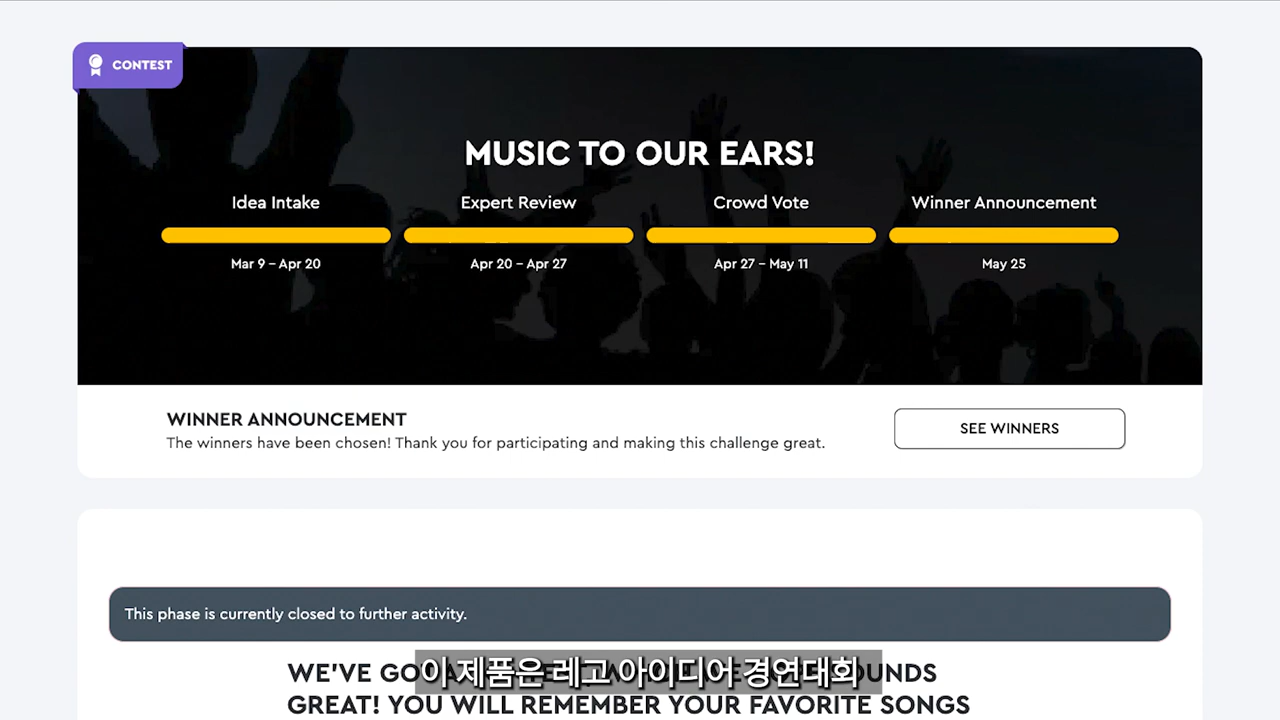 CONTEST
MUSIC TO OUR EARS!
Idea Intake
Expert Review
Crowd Vote
Winner Announcement
Mar 9 – Apr 20
Apr 20 – Apr 27
Apr 27 – May 11
May 25
WINNER ANNOUNCEMENT
The winners have been chosen! Thank you for participating and making this challenge great.
SEE WINNERS
This phase is currently closed to further activity.
WE'VE
이 제품은 레고 아이디어 경연대회
GREAT! YOU WILL REMEMBER YOUR FAVORITE SONGS